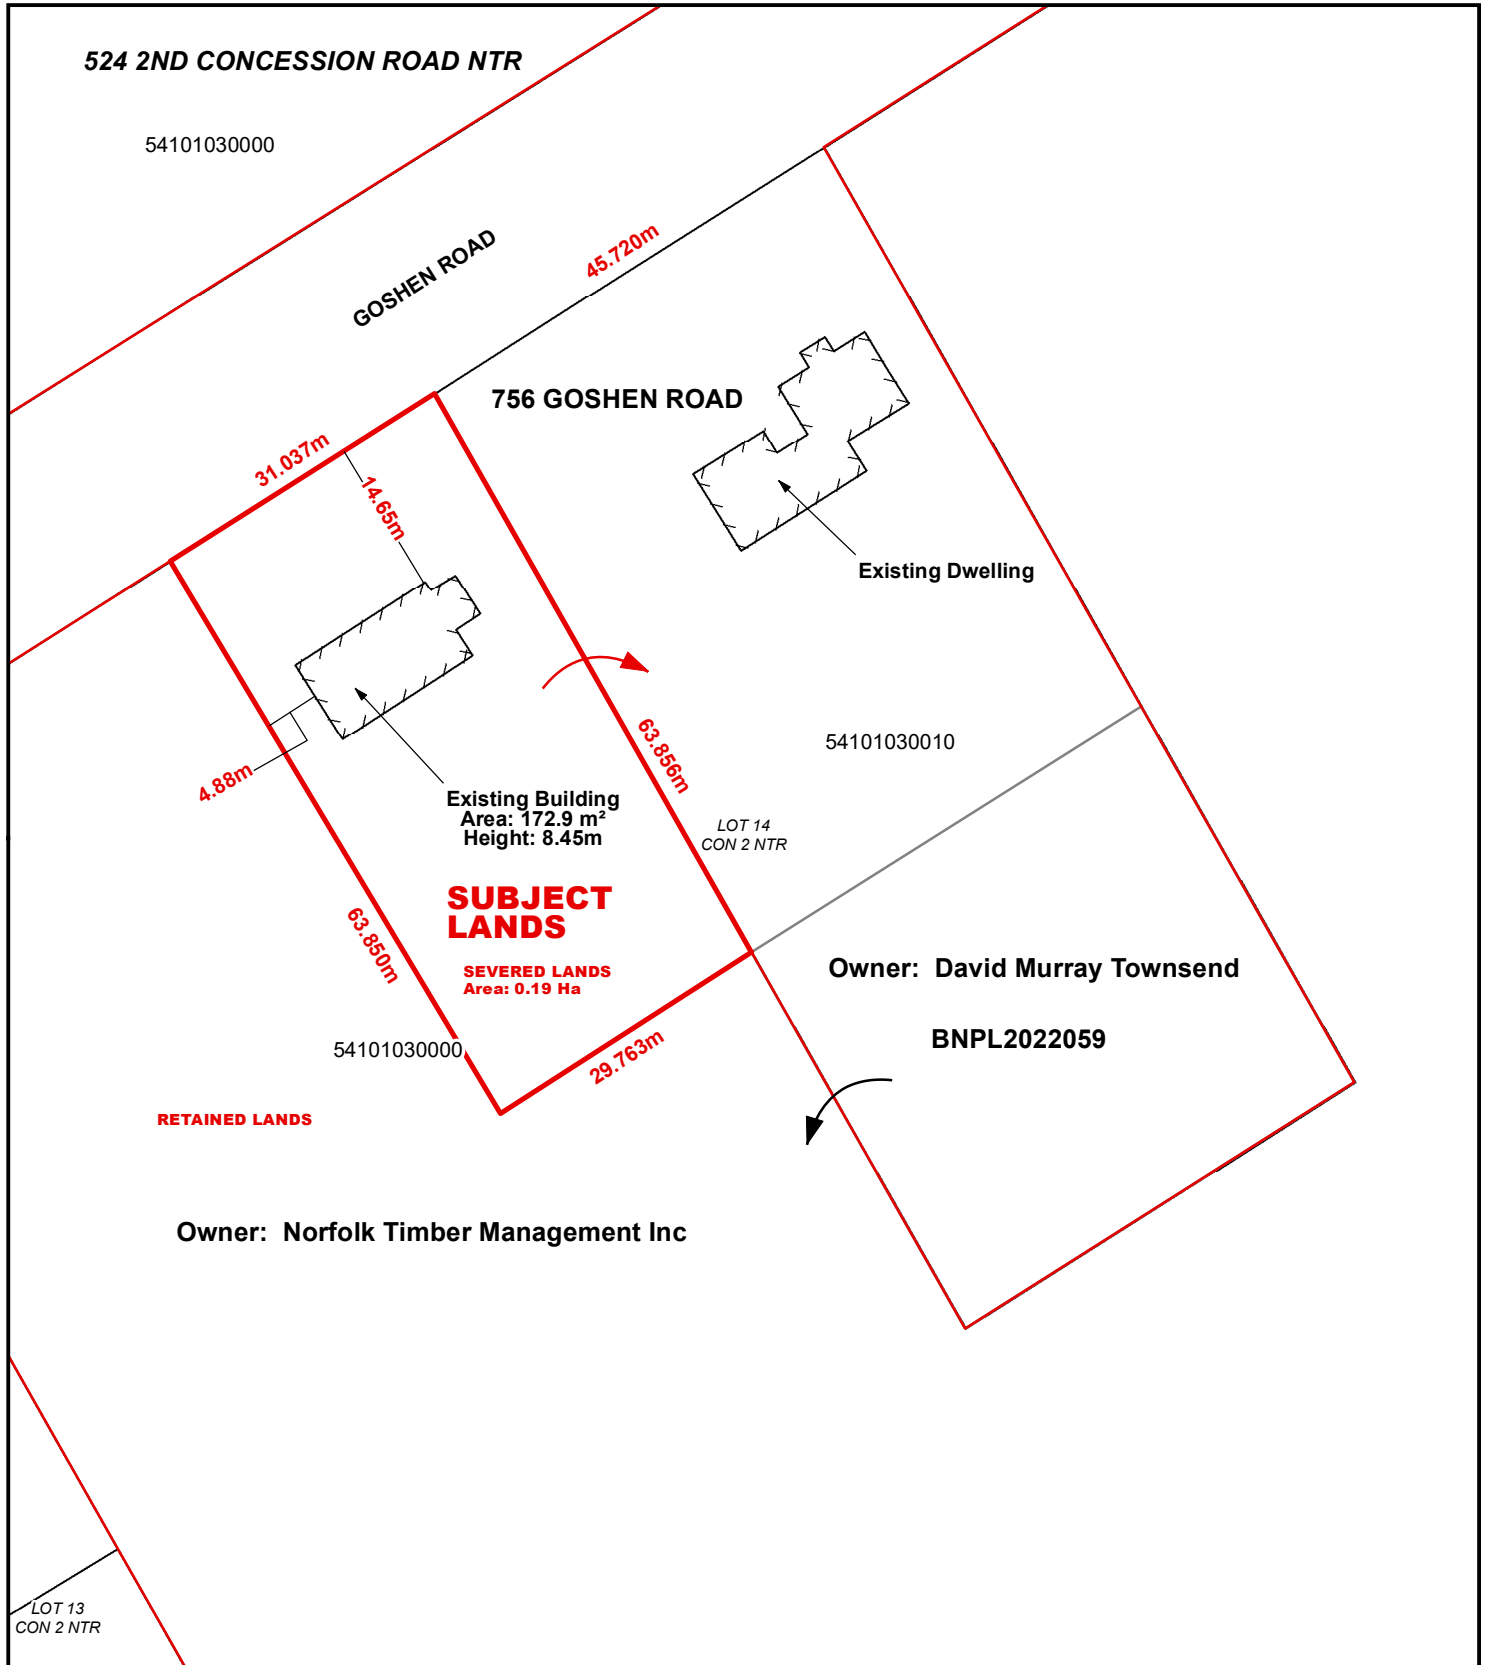 524 2ND CONCESSION ROAD NTR
54101030000
GOSHEN ROAD
45.720m
756 GOSHEN ROAD
31.037m
14.65m
Existing Dwelling
63.856m
54101030010
4.88m
Existing Building
Area: 172.9 m²
Height: 8.45m
LOT 14
CON 2 NTR
SUBJECT
LANDS
63.850m
SEVERED LANDS
Area: 0.19 Ha
Owner: David Murray Townsend
BNPL2022059
54101030000
29.763m
RETAINED LANDS
Owner: Norfolk Timber Management Inc
LOT 13
CON 2 NTR